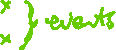 x
x } events